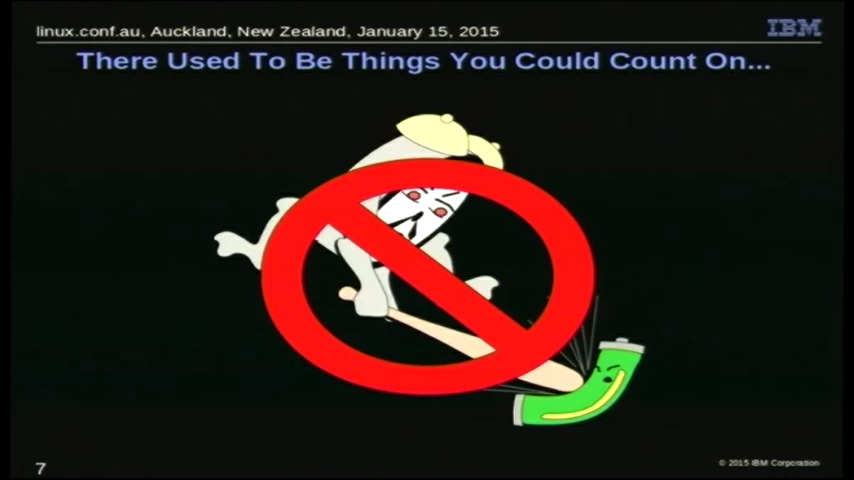 linux.conf.au, Auckland, New Zealand, January 15, 2015
IBM
There Used To Be Things You Could Count On...
7
© 2015 IBM Corporation